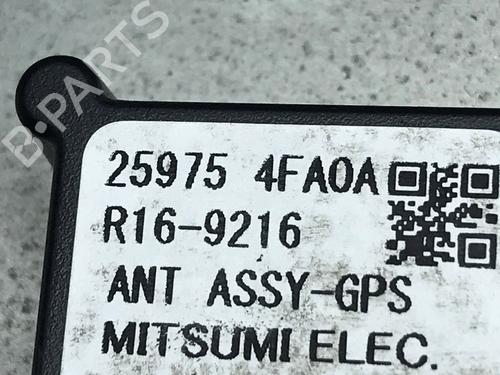 B-PARTS
25975 4FA0A
R16-9216
ANT ASSY-GPS
MITSUMI ELEC.